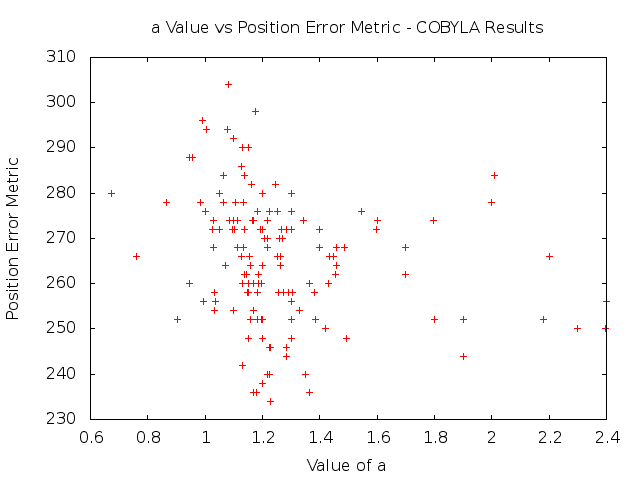 a Value vs Position Error Metric - COBYLA Results
310
300
290
280
270
260
250
240
230
Position Error Metric
0.6 0.8 1 1.2 1.4 1.6 1.8 2 2.2 2.4
Value of a